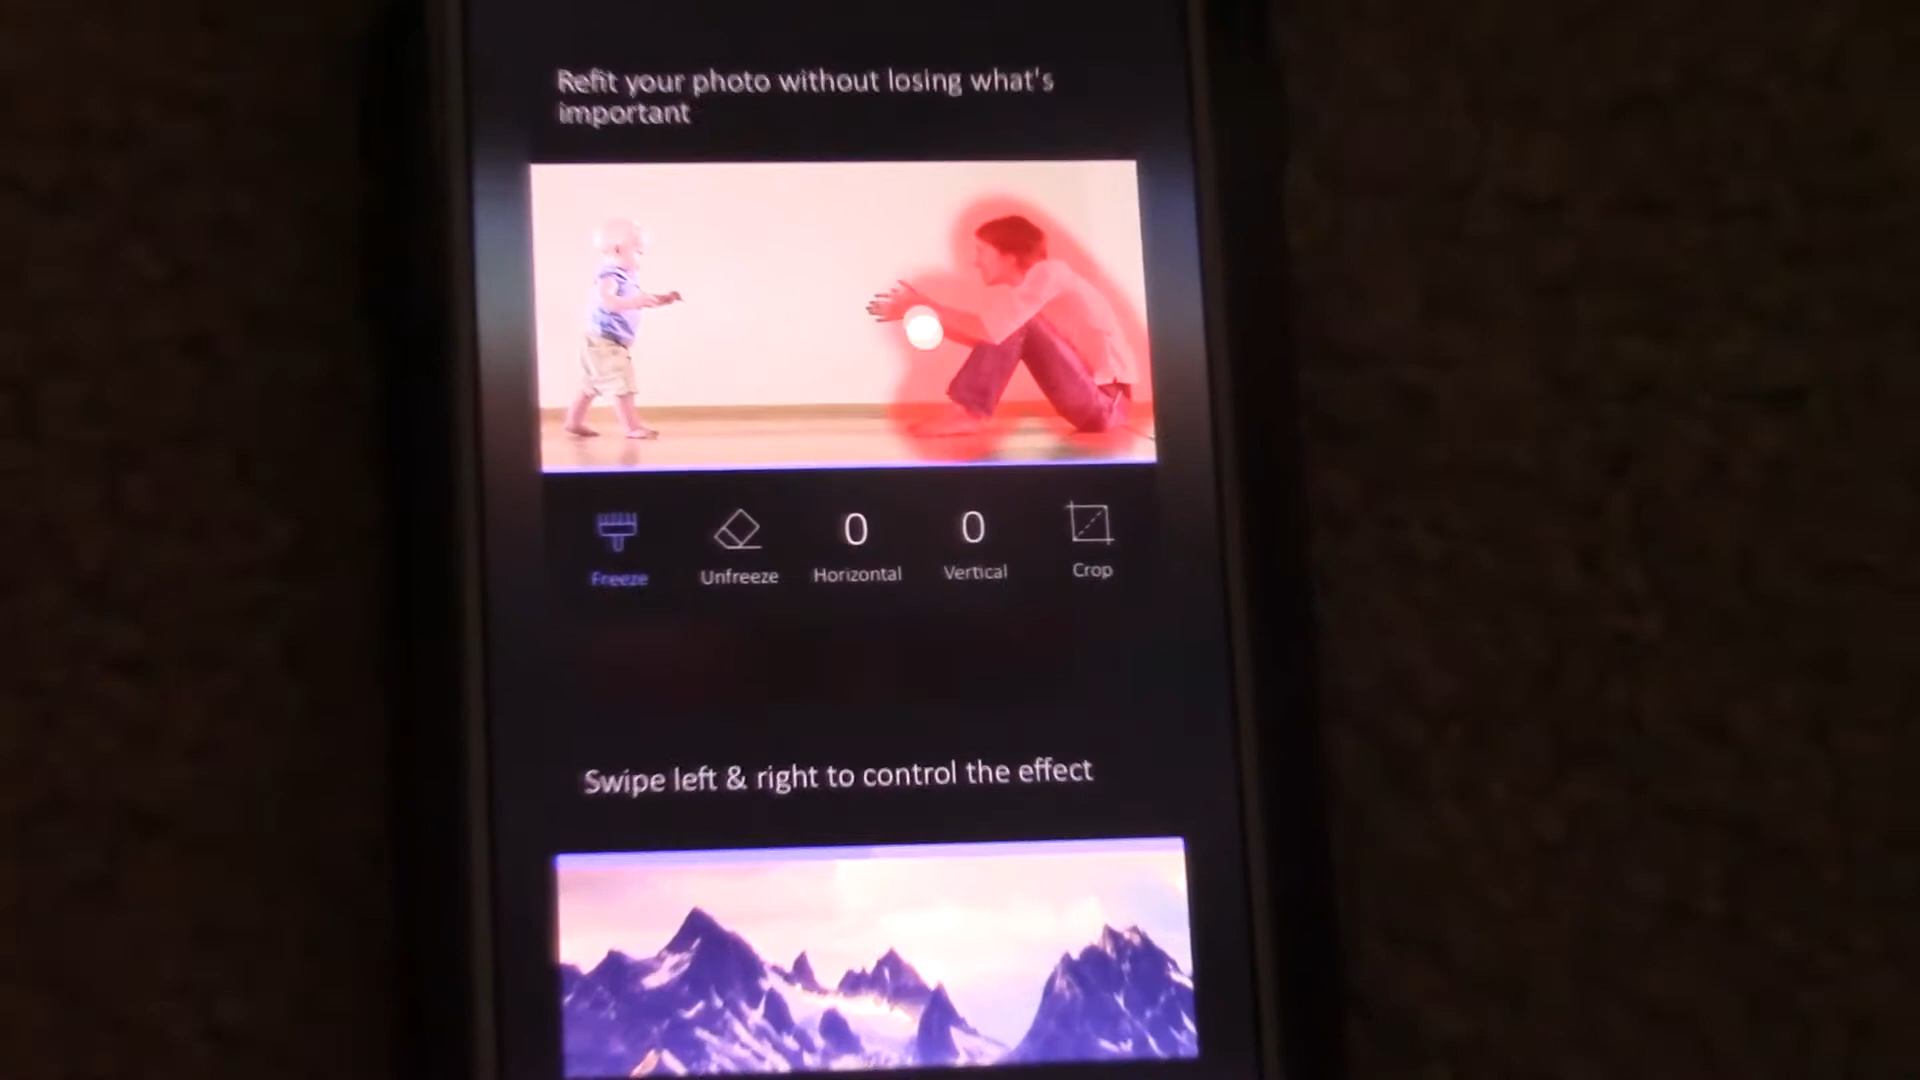 Refit your photo without losing what's
important
0
0
Freeze
Unfreeze
Horizontal
Vertical
Crop
Swipe left & right to control the effect